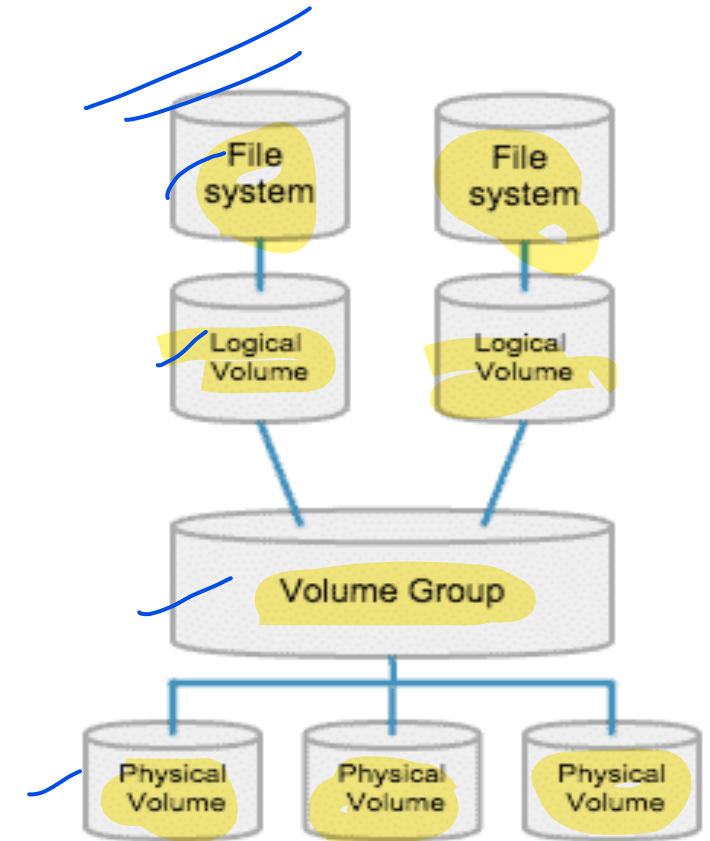 File
system
File
system
Logical
Volume
Logical
Volume
Volume Group
Physical
Volume
Physical
Volume
Physical
Volume